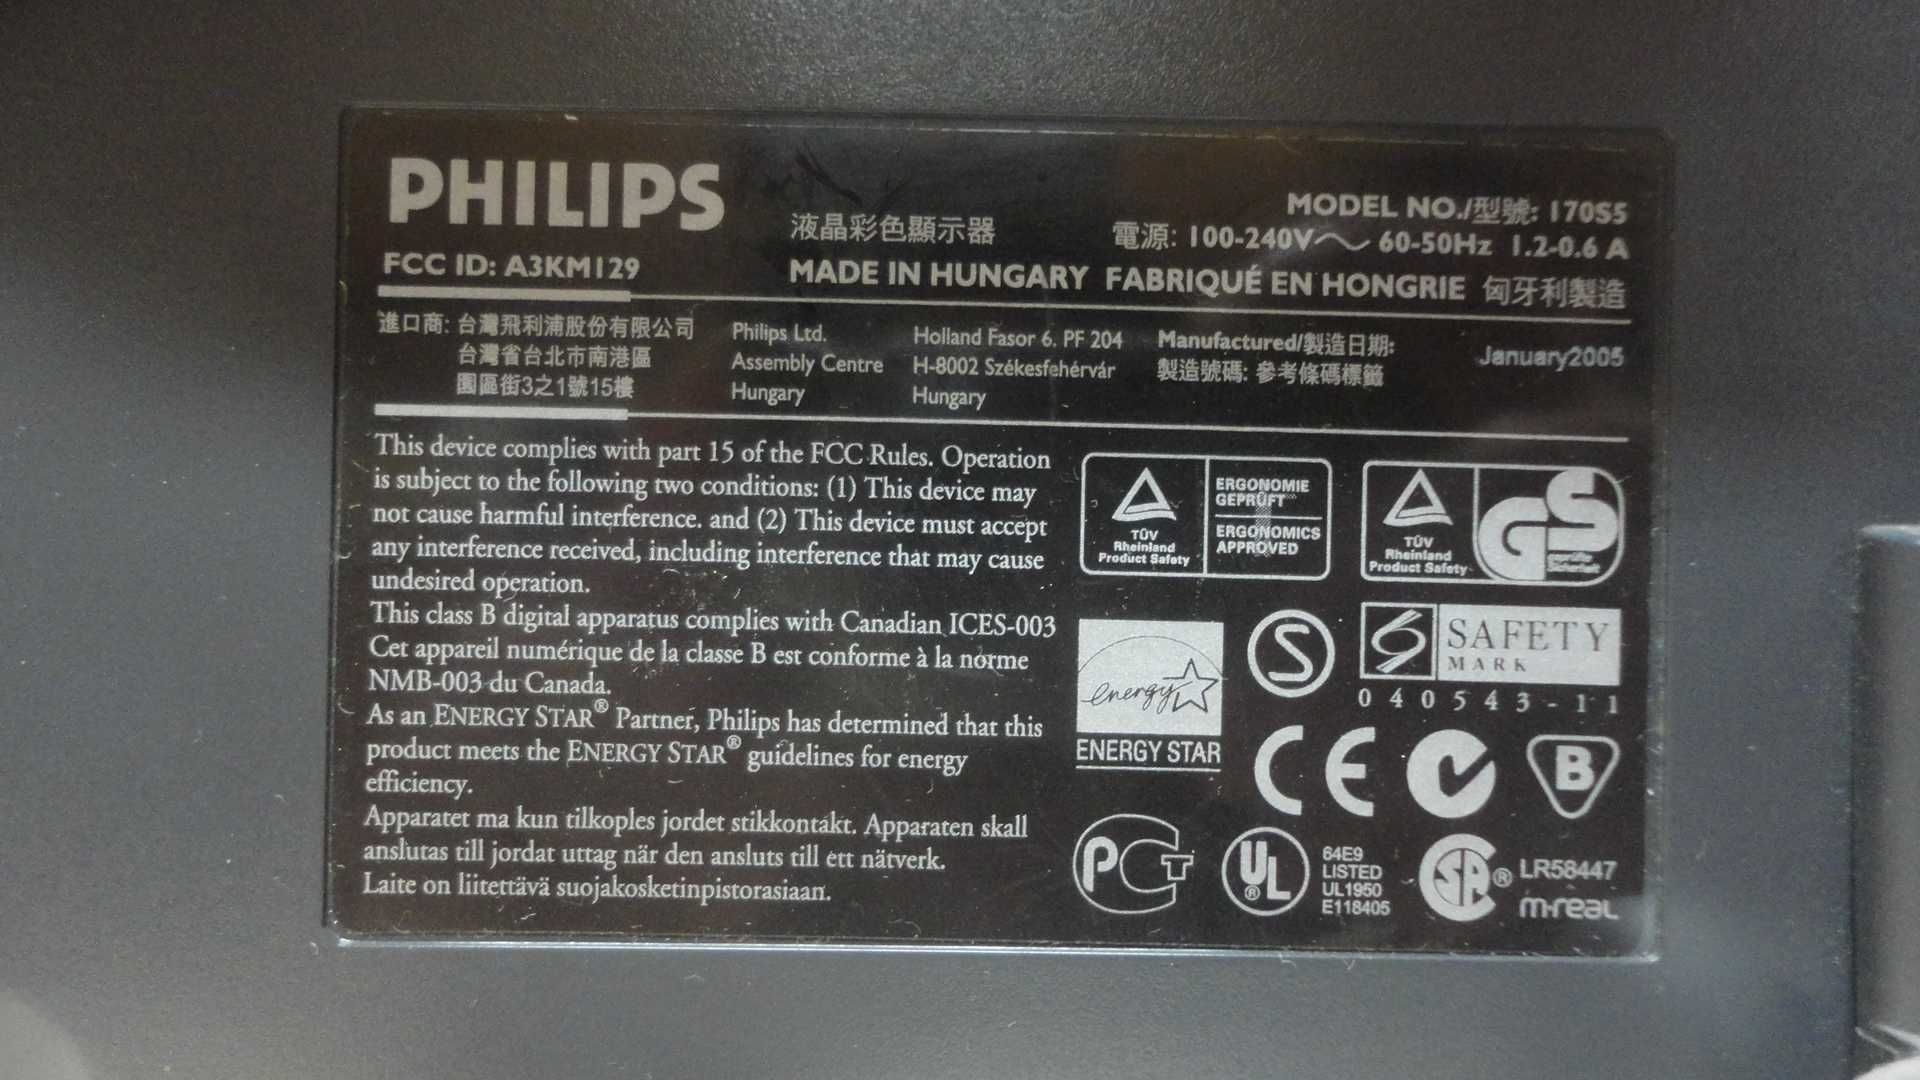 PHILIPS
液晶彩色顯示器
MODEL NO./型號: 170S5
電源: 100-240V～ 60-50Hz 1.2-0.6 A
FCC ID: A3KM129
MADE IN HUNGARY FABRIQUÉ EN HONGRIE 匈牙利製造
進口商: 台灣飛利浦股份有限公司
台灣省台北市南港區
園區街3之1號15樓
Philips Ltd.
Assembly Centre
Hungary
Holland Fasor 6. PF 204
H-8002 Székesfehérvár
Hungary
Manufactured/製造日期: January2005
製造號碼: 參考條碼標籤
This device complies with part 15 of the FCC Rules. Operation
is subject to the following two conditions: (1) This device may
not cause harmful interference. and (2) This device must accept
any interference received, including interference that may cause
undesired operation.
This class B digital apparatus complies with Canadian ICES-003
Cet appareil numérique de la classe B est conforme à la norme
NMB-003 du Canada.
As an ENERGY STAR® Partner, Philips has determined that this
product meets the ENERGY STAR® guidelines for energy
efficiency.
Apparatet ma kun tilkoples jordet stikkontakt. Apparaten skall
anslutas till jordat uttag när den ansluts till ett nätverk.
Laite on liitettävä suojakosketinpistorasiaan.
TÜV
Rheinland
Product Safety
ERGONOMIE
GEPRÜFT
ERGONOMICS
APPROVED
TÜV
Rheinland
Product Safety
GS
geprüfte
Sicherheit
energy
ENERGY STAR
S
SAFETY
MARK
040543-11
CE
B
PCT
UL®
64E9
LISTED
UL1950
E118405
SA®
LR58447
m-real